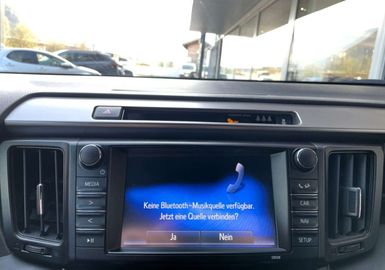 MEDIA
CAR
NAV
SETUP
Keine Bluetooth-Musikquelle verfügbar.
Jetzt eine Quelle verbinden?
Ja
Nein